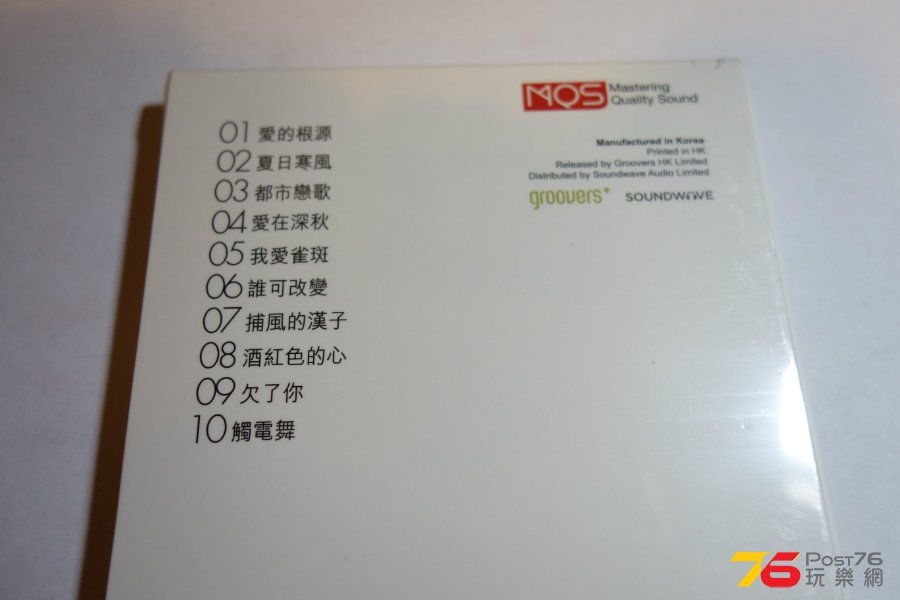 MQS Mastering
Quality Sound
01 愛的根源
02 夏日寒風
03 都市戀歌
04 愛在深秋
05 我愛雀斑
06 誰可改變
07 捕風的漢子
08 酒紅色的心
09 欠了你
10 觸電舞
Manufactured in Korea
Printed in HK
Released by Groovers HK Limited
Distributed by Soundwave Audio Limited
groovers+ SOUNDWAVE
76 POST76
玩樂網